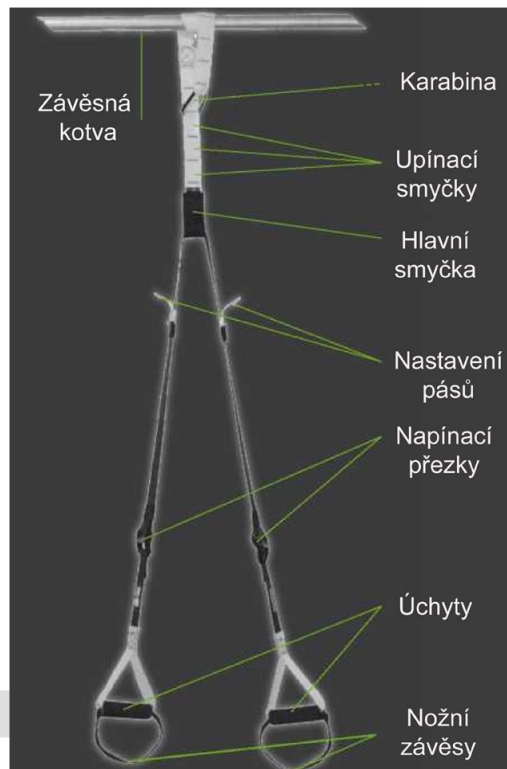 Závěsná
kotva
Karabina
Upínací
smyčky
Hlavní
smyčka
Nastavení
pásů
Napínací
přezky
Úchyty
Nožní
závěsy